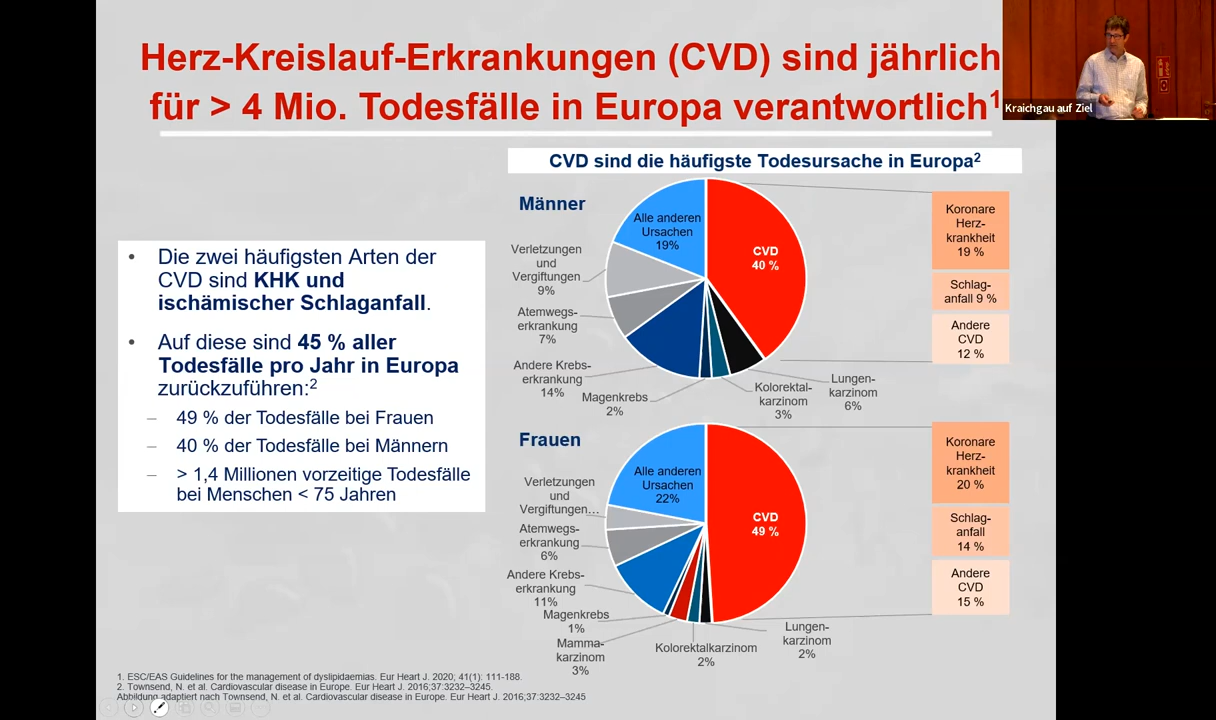 Herz-Kreislauf-Erkrankungen (CVD) sind jährlich
für > 4 Mio. Todesfälle in Europa verantwortlich1
Kraichgau auf Ziel
CVD sind die häufigste Todesursache in Europa2
• Die zwei häufigsten Arten der
CVD sind KHK und
ischämischer Schlaganfall.
• Auf diese sind 45 % aller
Todesfälle pro Jahr in Europa
zurückzuführen:2
– 49 % der Todesfälle bei Frauen
– 40 % der Todesfälle bei Männern
– > 1,4 Millionen vorzeitige Todesfälle
bei Menschen < 75 Jahren
Männer
Alle anderen
Ursachen
19%
CVD
40 %
Verletzungen
und
Vergiftungen
9%
Atemwegs-
erkrankung
7%
Andere Krebs-
erkrankung
14%
Magenkrebs
2%
Kolorektal-
karzinom
3%
Lungen-
karzinom
6%
Koronare
Herz-
krankheit
19 %
Schlag-
anfall 9 %
Andere
CVD
12 %
Frauen
Alle anderen
Ursachen
22%
CVD
49 %
Verletzungen
und
Vergiftungen…
Atemwegs-
erkrankung
6%
Andere Krebs-
erkrankung
11%
Magenkrebs
1%
Mamma-
karzinom
3%
Kolorektalkarzinom
2%
Lungen-
karzinom
2%
Koronare
Herz-
krankheit
20 %
Schlag-
anfall
14 %
Andere
CVD
15 %
1. ESC/EAS Guidelines for the management of dyslipidaemias. Eur Heart J. 2020; 41(1): 111-188.
2. Townsend, N. et al. Cardiovascular disease in Europe. Eur Heart J. 2016;37:3232–3245.
Abbildung adaptiert nach Townsend, N. et al. Cardiovascular disease in Europe. Eur Heart J. 2016;37:3232–3245